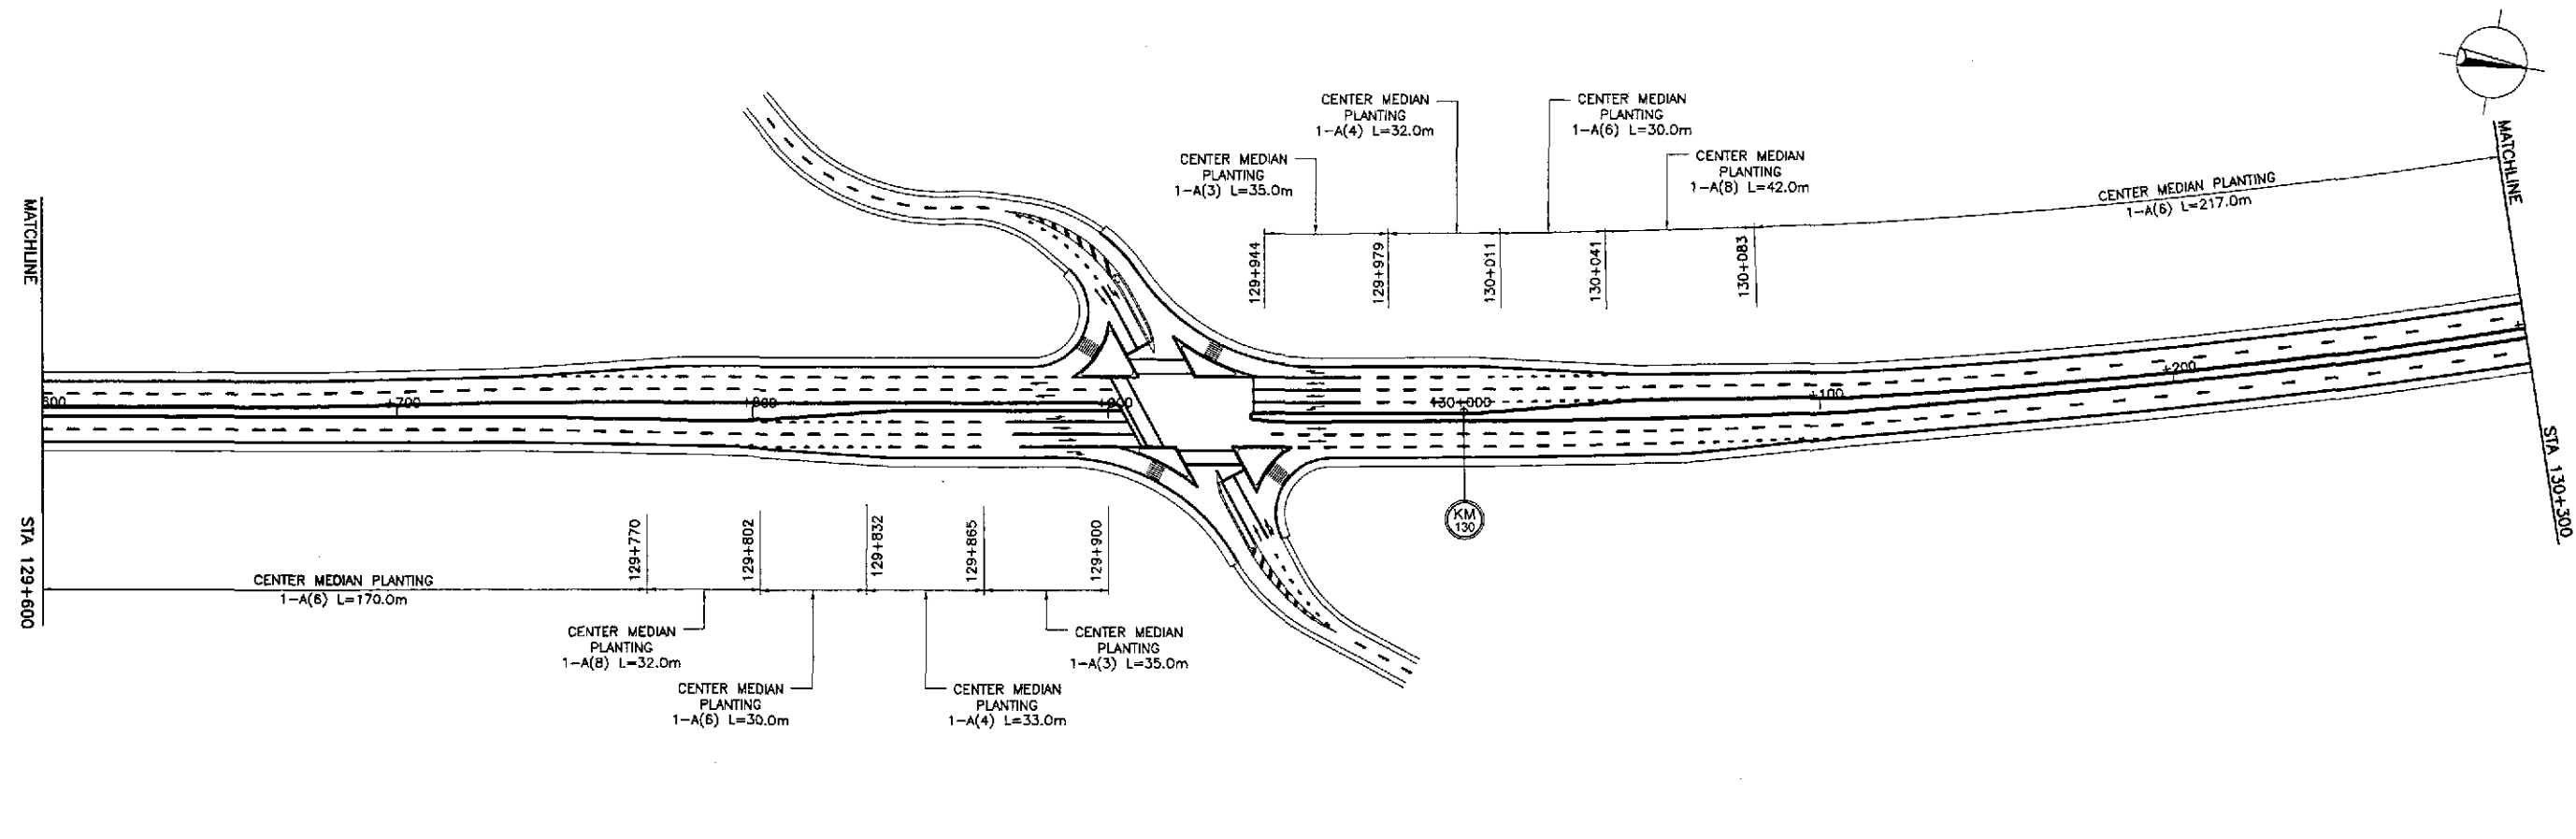 CENTER MEDIAN
PLANTING
1-A(4) L=32.0m
CENTER MEDIAN
PLANTING
1-A(6) L=30.0m
CENTER MEDIAN
PLANTING
1-A(3) L=35.0m
CENTER MEDIAN
PLANTING
1-A(8) L=42.0m
CENTER MEDIAN PLANTING
1-A(6) L=217.0m
MATCHLINE
STA 130+300
MATCHLINE
STA 129+600
129+944
129+979
130+011
130+041
130+083
600
+700
+800
+900
130+000
+100
+200
KM
130
129+770
129+802
129+832
129+865
129+900
CENTER MEDIAN PLANTING
1-A(6) L=170.0m
CENTER MEDIAN
PLANTING
1-A(8) L=32.0m
CENTER MEDIAN
PLANTING
1-A(6) L=30.0m
CENTER MEDIAN
PLANTING
1-A(4) L=33.0m
CENTER MEDIAN
PLANTING
1-A(3) L=35.0m